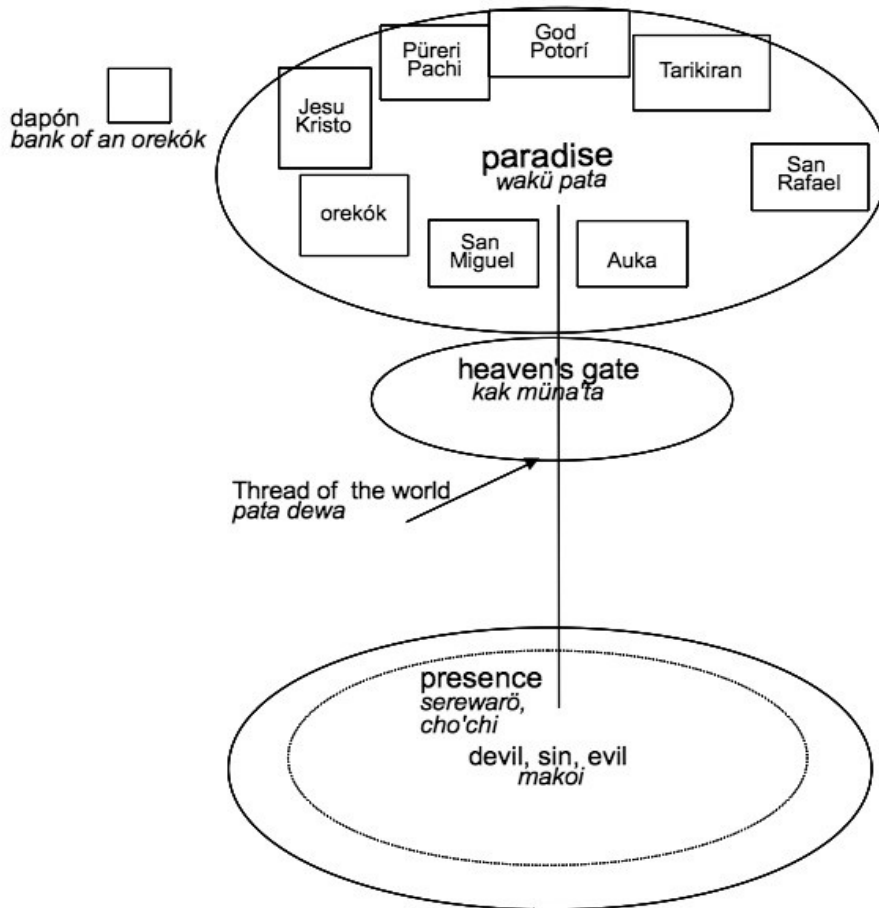 dapón
bank of an orekók
Jesu
Kristo
Püreri
Pachi
God
Potorí
Tarikiran
San
Rafael
paradise
wakü pata
orekók
San
Miguel
Auka
heaven's gate
kak müna'ta
Thread of the world
pata dewa
presence
serewarö,
cho'chi
devil, sin, evil
makoi